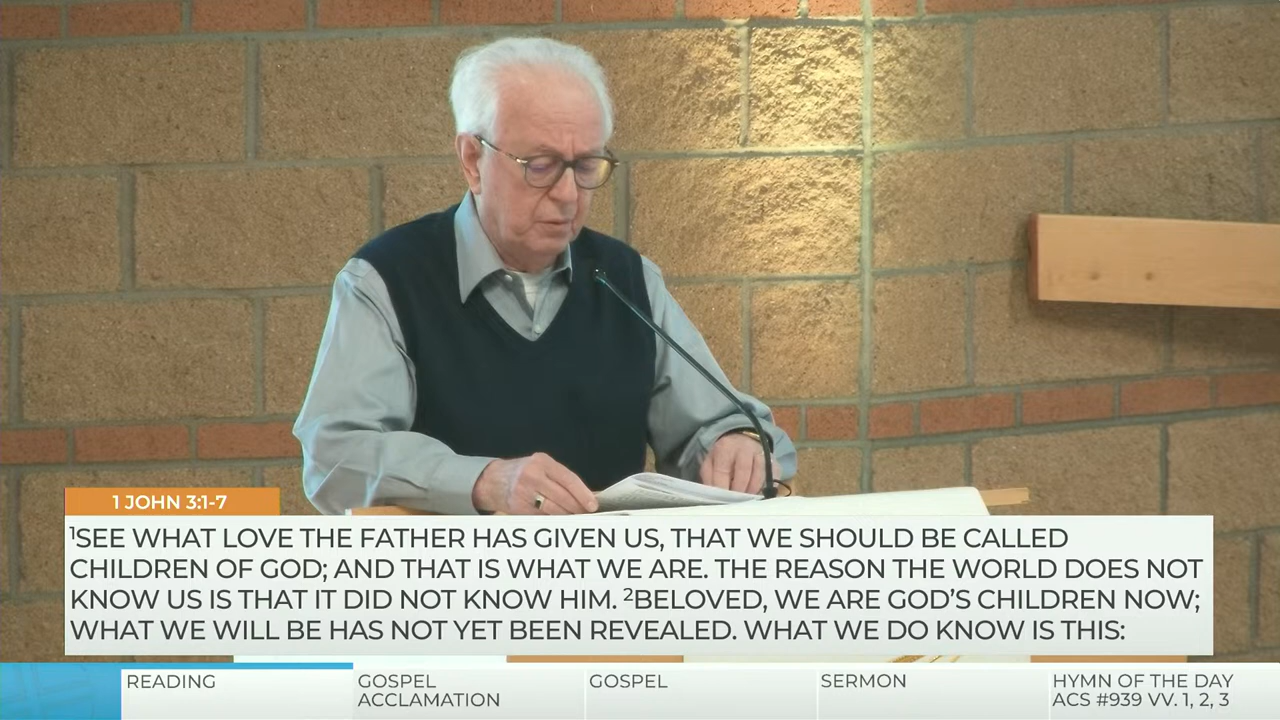 1 JOHN 3:1-7
¹SEE WHAT LOVE THE FATHER HAS GIVEN US, THAT WE SHOULD BE CALLED
CHILDREN OF GOD; AND THAT IS WHAT WE ARE. THE REASON THE WORLD DOES NOT
KNOW US IS THAT IT DID NOT KNOW HIM. ²BELOVED, WE ARE GOD’S CHILDREN NOW;
WHAT WE WILL BE HAS NOT YET BEEN REVEALED. WHAT WE DO KNOW IS THIS:
READING
GOSPEL
ACCLAMATION
GOSPEL
SERMON
HYMN OF THE DAY
ACS #939 VV. 1, 2, 3